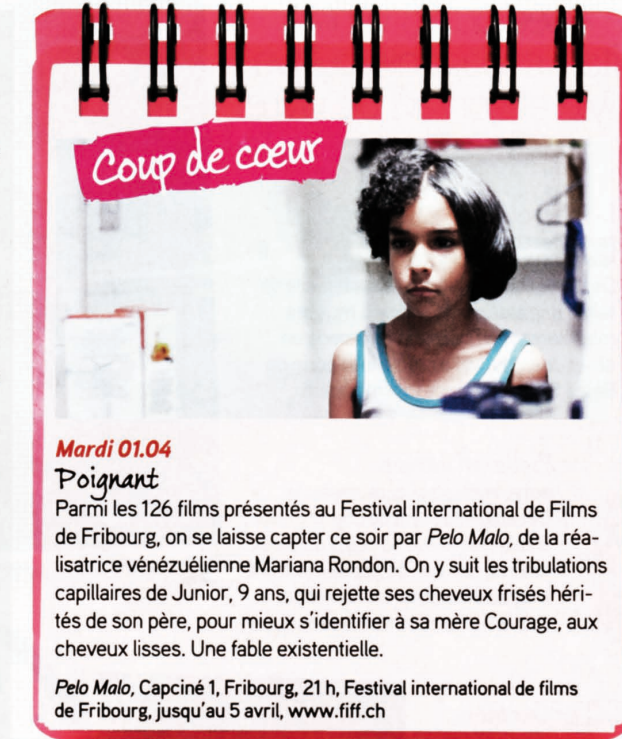 Coup de cœur
Mardi 01.04
Poignant
Parmi les 126 films présentés au Festival international de Films
de Fribourg, on se laisse capter ce soir par Pelo Malo, de la réa-
lisatrice vénézuélienne Mariana Rondon. On y suit les tribulations
capillaires de Junior, 9 ans, qui rejette ses cheveux frisés héri-
tés de son père, pour mieux s'identifier à sa mère Courage, aux
cheveux lisses. Une fable existentielle.
Pelo Malo, Capciné 1, Fribourg, 21 h, Festival international de films
de Fribourg, jusqu'au 5 avril, www.fiff.ch